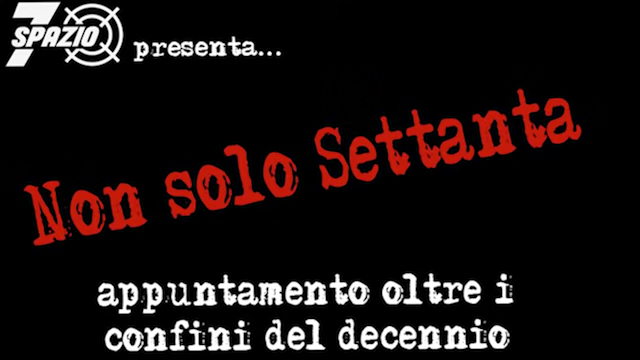 7 SPAZIO
presenta...
Non solo Settanta
appuntamento oltre i
confini del decennio